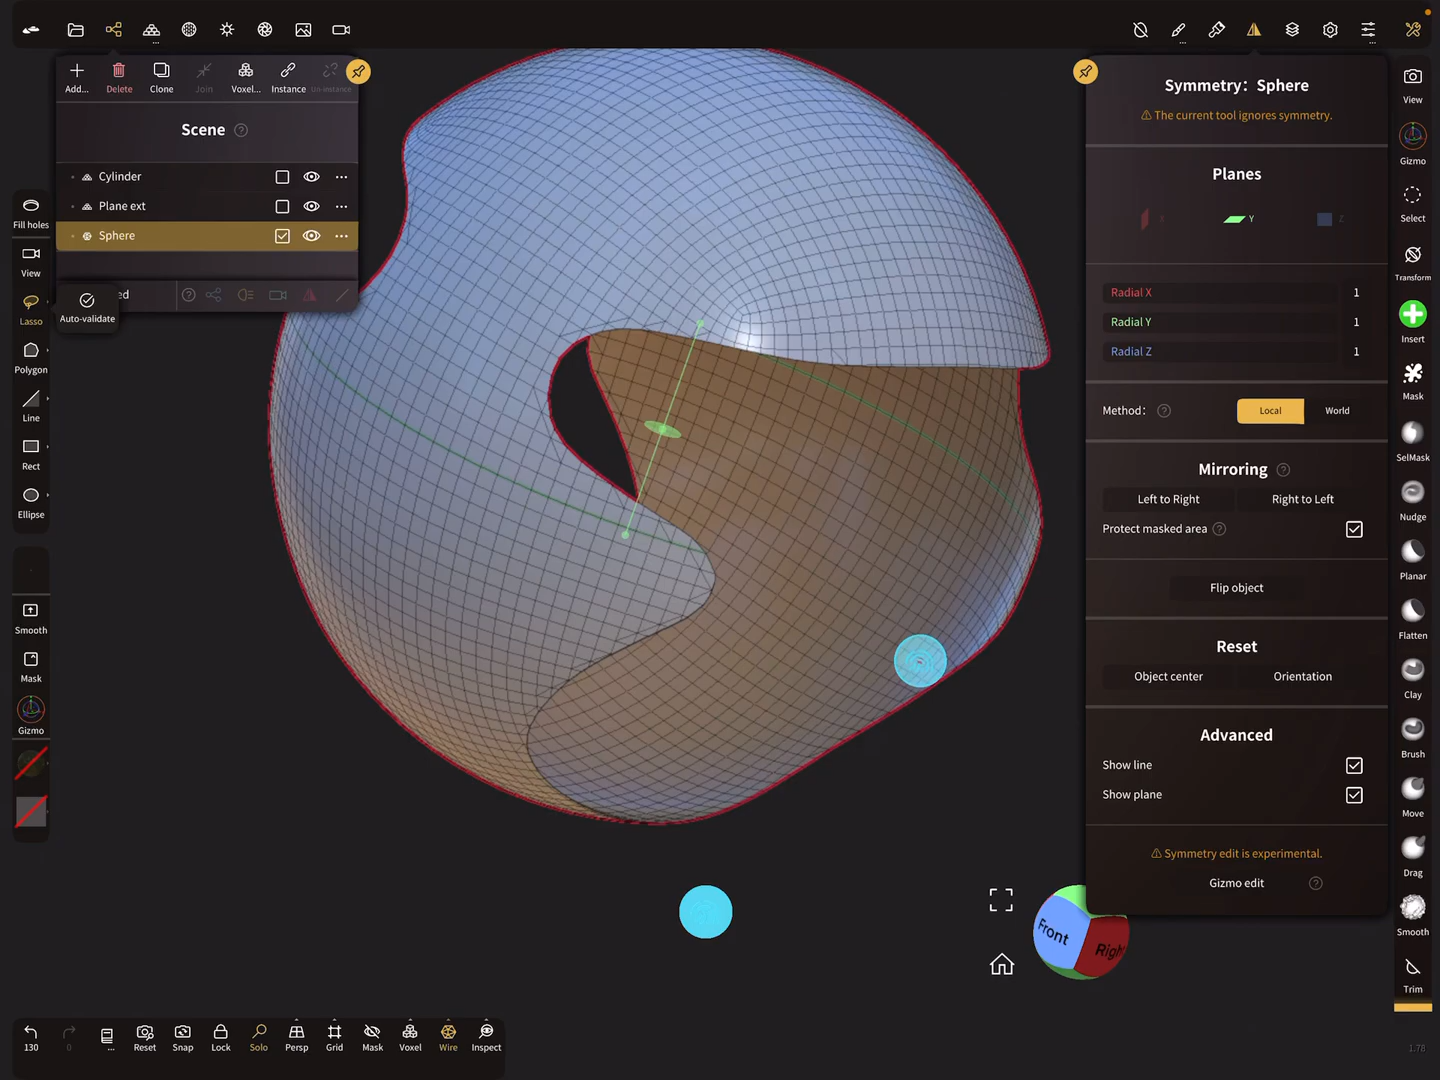 Add...
Delete
Clone
Join
Voxel...
Instance
Un-instance
Scene
Cylinder
Plane ext
Sphere
ed
Fill holes
View
Lasso
Auto-validate
Polygon
Line
Rect
Ellipse
Smooth
Mask
Gizmo
Symmetry: Sphere
The current tool ignores symmetry.
Planes
X
Y
Z
Radial X 1
Radial Y 1
Radial Z 1
Method: Local World
Mirroring
Left to Right Right to Left
Protect masked area
Flip object
Reset
Object center Orientation
Advanced
Show line
Show plane
Symmetry edit is experimental.
Gizmo edit
View
Gizmo
Select
Transform
Insert
Mask
SelMask
Nudge
Planar
Flatten
Clay
Brush
Move
Drag
Smooth
Trim
Front
Right
130
0
...
Reset
Snap
Lock
Solo
Persp
Grid
Mask
Voxel
Wire
Inspect
1.78